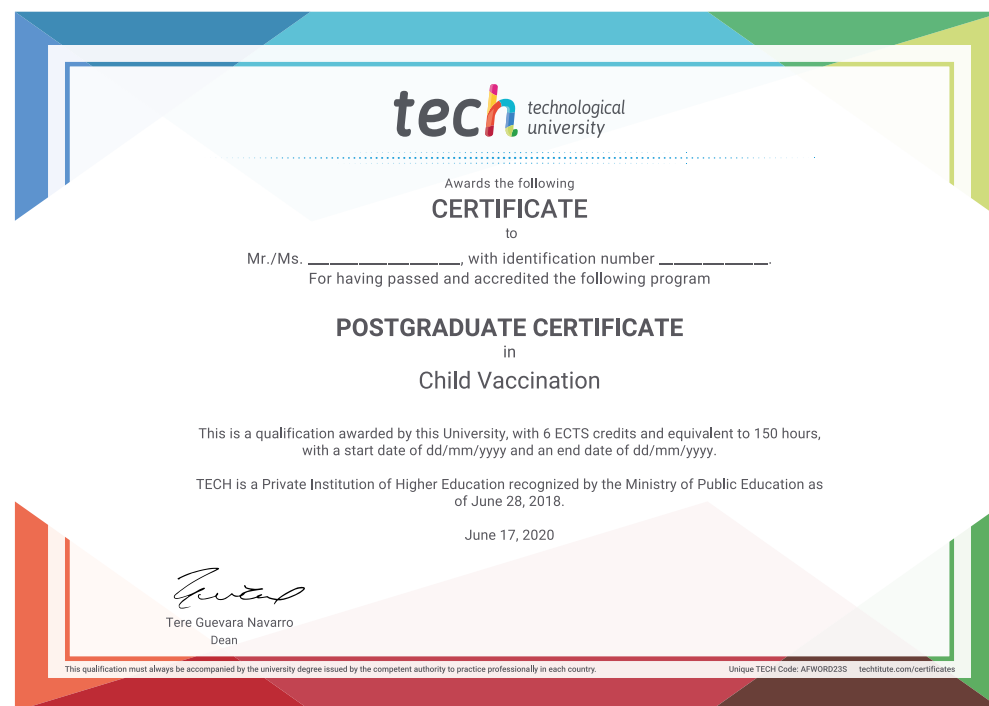 tech technological
university
Awards the following
CERTIFICATE
to
Mr./Ms. ____________________, with identification number ______________.
For having passed and accredited the following program
POSTGRADUATE CERTIFICATE
in
Child Vaccination
This is a qualification awarded by this University, with 6 ECTS credits and equivalent to 150 hours,
with a start date of dd/mm/yyyy and an end date of dd/mm/yyyy.
TECH is a Private Institution of Higher Education recognized by the Ministry of Public Education as
of June 28, 2018.
June 17, 2020
Tere Guevara Navarro
Dean
This qualification must always be accompanied by the university degree issued by the competent authority to practice professionally in each country.
Unique TECH Code: AFWORD23S techtitute.com/certificates